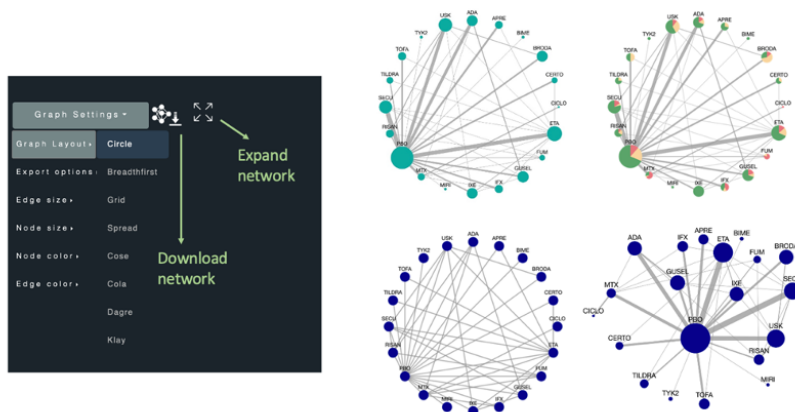 Graph Settings
Graph Layout
Circle
Export options
Breadthfirst
Edge size
Grid
Node size
Spread
Node color
Cose
Edge color
Cola
Dagre
Klay
Expand
network
Download
network
ADA
USK
APRE
TYK2
BIME
TOFA
BRODA
TILDRA
CERTO
SECU
CICLO
RISAN
ETA
PBO
FUM
MTX
GUSEL
MIRI
IXE
IFX
ADA
USK
APRE
BIME
TOFA
BRODA
TILDRA
CERTO
SECU
CICLO
RISAN
ETA
PBO
FUM
MTX
GUSEL
MIRI
IXE
IFX
ADA
USK
APRE
TYK2
BIME
TOFA
BRODA
TILDRA
CERTO
SECU
CICLO
RISAN
ETA
PBO
FUM
MTX
GUSEL
MIRI
IXE
IFX
BIME
IFX
APRE
ETA
ADA
FUM
BRODA
GUSEL
IXE
SEC
MTX
CICLO
PBO
USK
CERTO
RISAN
TILDRA
MIRI
TYK2
TOFA